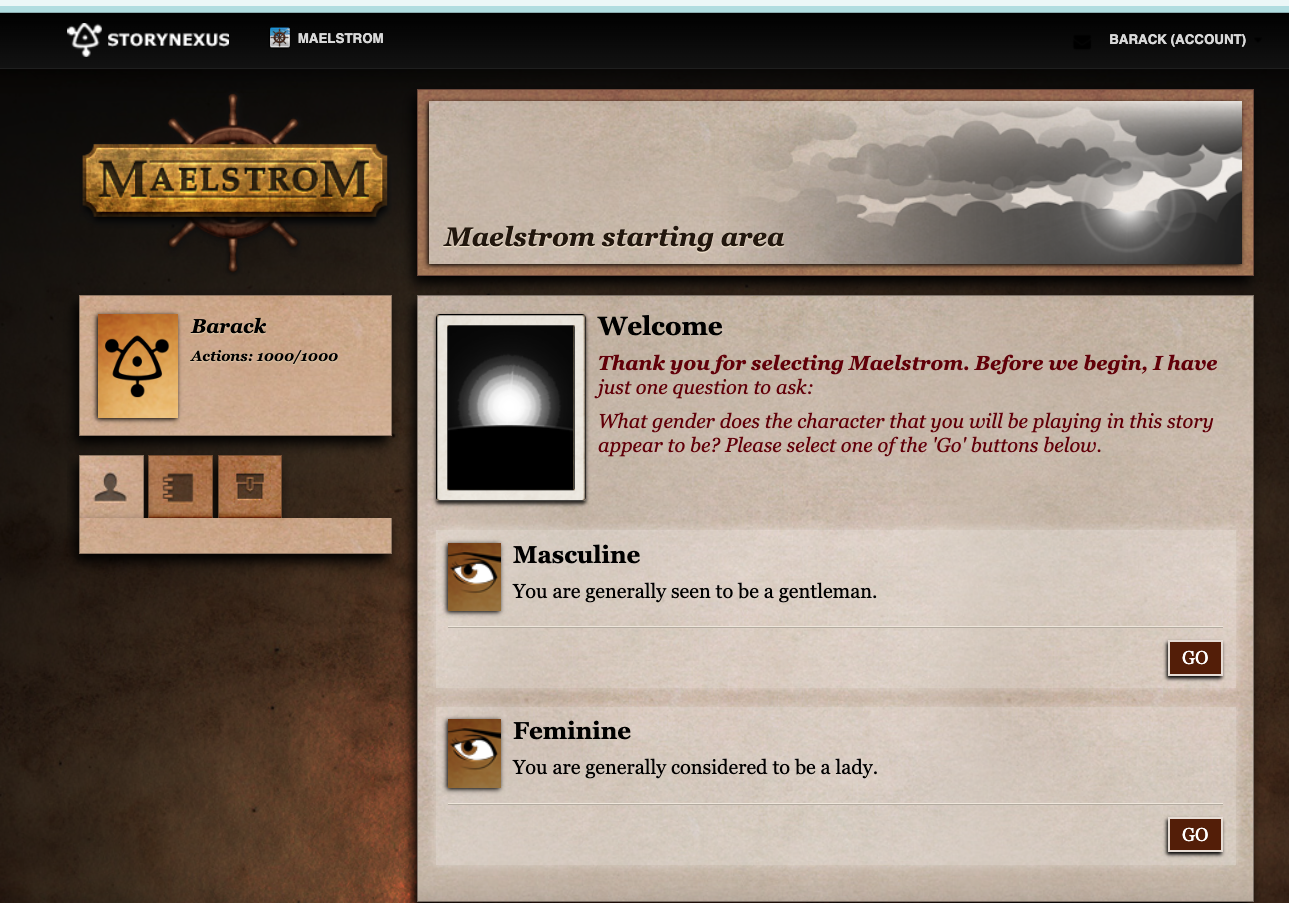 STORYNEXUS
MAELSTROM
BARACK (ACCOUNT)
MAELSTROM
Maelstrom starting area
Barack
Actions: 1000/1000
Welcome
Thank you for selecting Maelstrom. Before we begin, I have
just one question to ask:
What gender does the character that you will be playing in this story
appear to be? Please select one of the 'Go' buttons below.
Masculine
You are generally seen to be a gentleman.
GO
Feminine
You are generally considered to be a lady.
GO